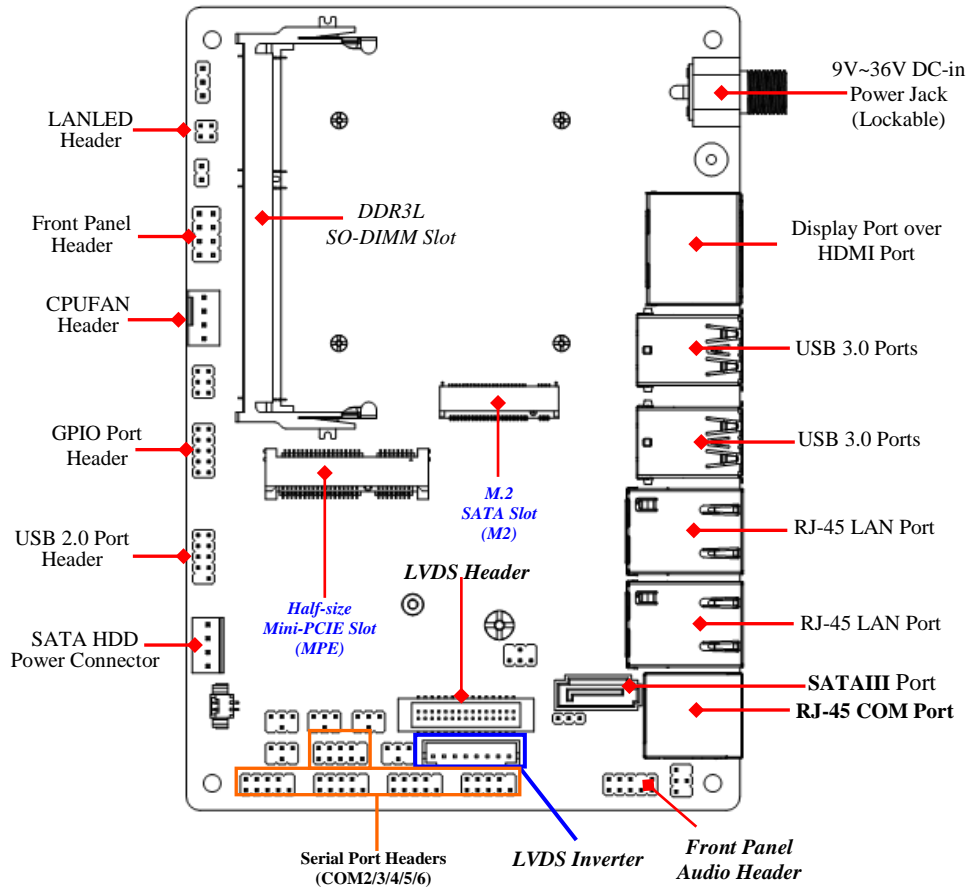 LANLED
Header
Front Panel
Header
CPUFAN
Header
GPIO Port
Header
USB 2.0 Port
Header
SATA HDD
Power Connector
DDR3L
SO-DIMM Slot
M.2
SATA Slot
(M2)
LVDS Header
Half-size
Mini-PCIE Slot
(MPE)
9V~36V DC-in
Power Jack
(Lockable)
Display Port over
HDMI Port
USB 3.0 Ports
USB 3.0 Ports
RJ-45 LAN Port
RJ-45 LAN Port
SATAIII Port
RJ-45 COM Port
Serial Port Headers
(COM2/3/4/5/6)
LVDS Inverter
Front Panel
Audio Header